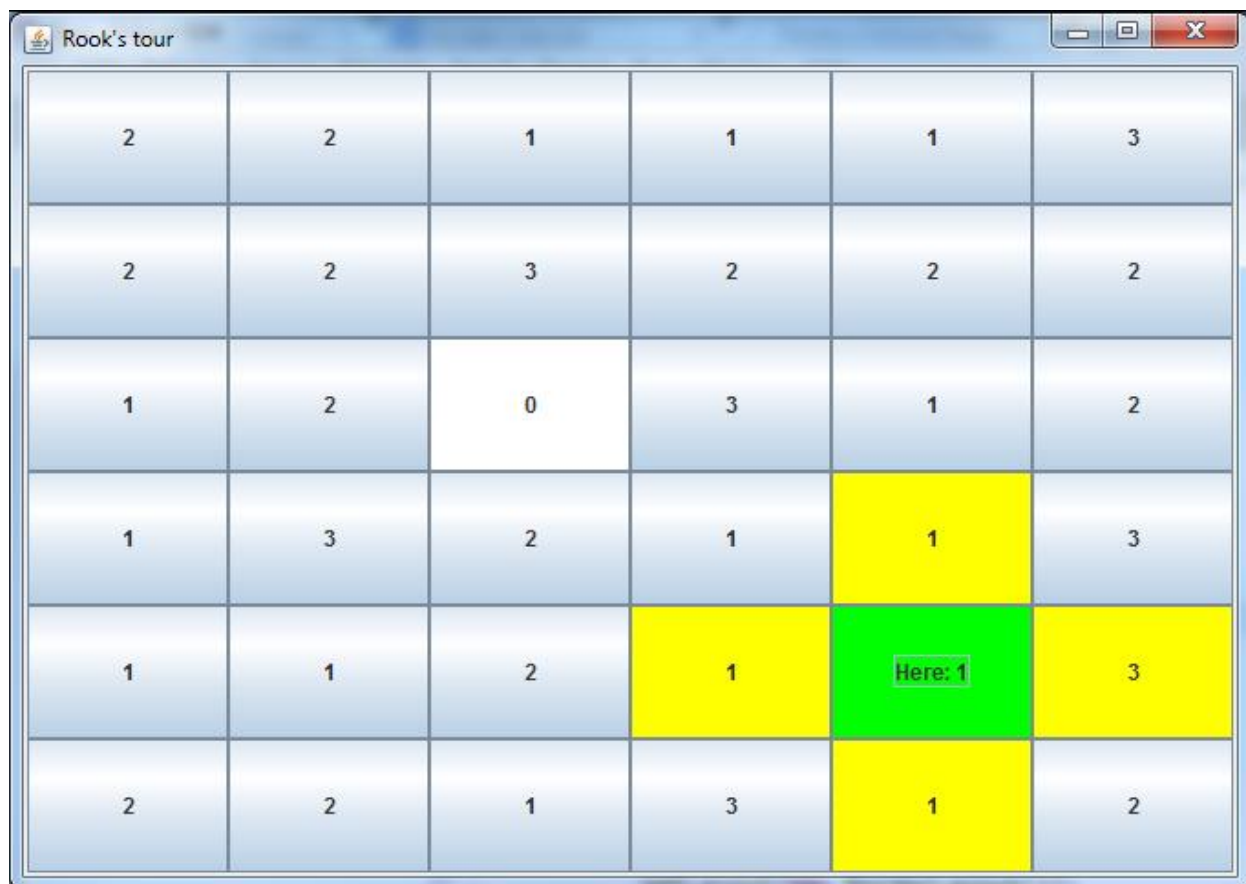 Rook's tour
2 2 1 1 1 3
2 2 3 2 2 2
1 2 0 3 1 2
1 3 2 1 1 3
1 1 2 1 Here: 1 3
2 2 1 3 1 2